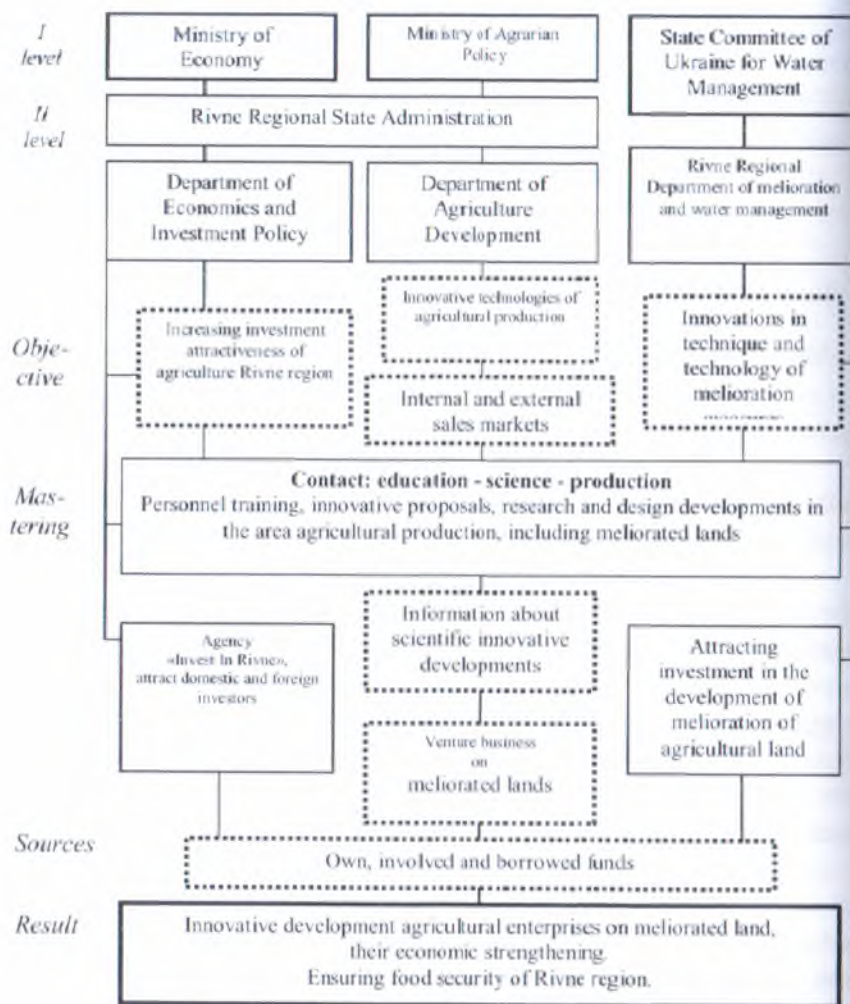 I
level
Ministry of
Economy
Ministry of Agrarian
Policy
State Committee of
Ukraine for Water
Management
II
level
Rivne Regional State Administration
Department of
Economics and
Investment Policy
Department of
Agriculture
Development
Rivne Regional
Department of melioration
and water management
Obje-
ctive
Increasing investment
attractiveness of
agriculture Rivne region
Innovative technologies of
agricultural production
Internal and external
sales markets
Innovations in
technique and
technology of
melioration
Mas-
tering
Contact: education - science - production
Personnel training, innovative proposals, research and design developments in
the area agricultural production, including meliorated lands
Agency
«Invest In Rivne»,
attract domestic and foreign
investors
Information about
scientific innovative
developments
Venture business
on
meliorated lands
Attracting
investment in the
development of
melioration of
agricultural land
Sources
Own, involved and borrowed funds
Result
Innovative development agricultural enterprises on meliorated land,
their economic strengthening.
Ensuring food security of Rivne region.